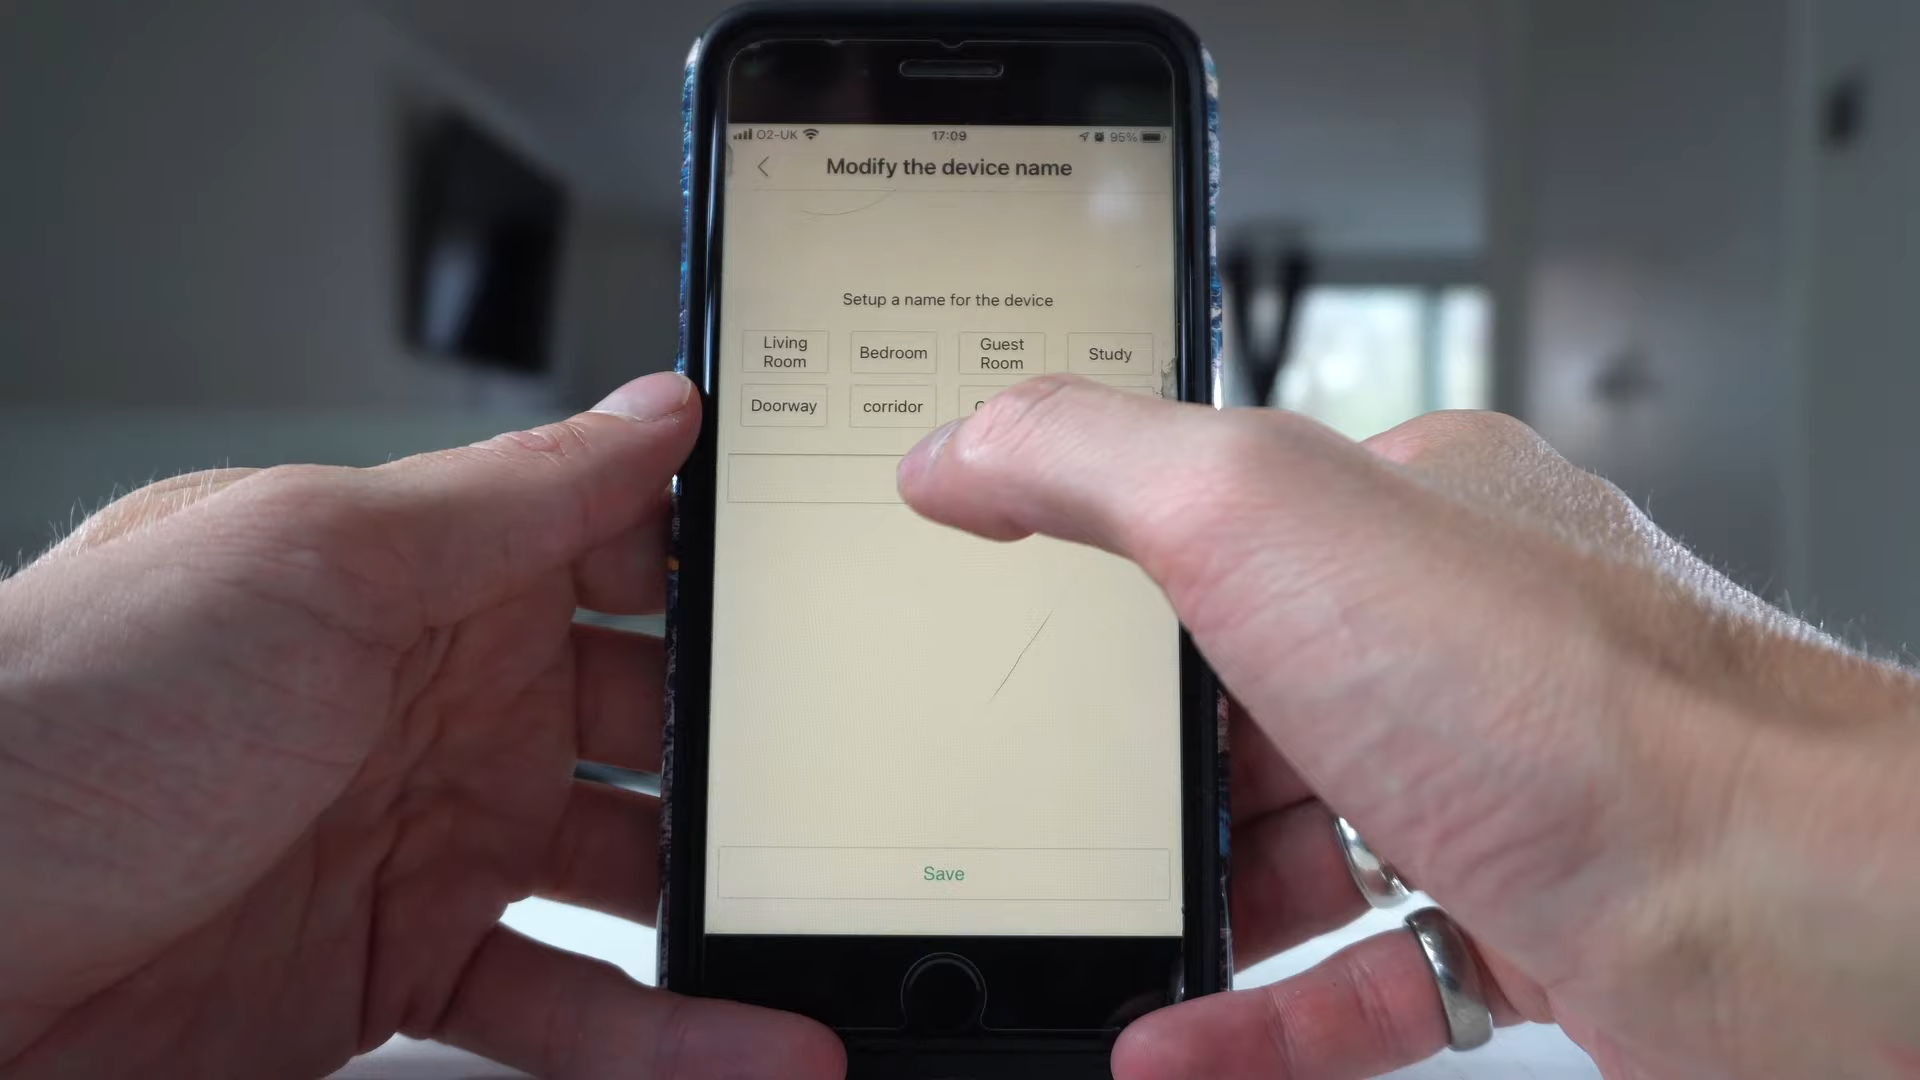 O2-UK 17:09 95%
Modify the device name
Setup a name for the device
Living Room Bedroom Guest Room Study
Doorway corridor
Save